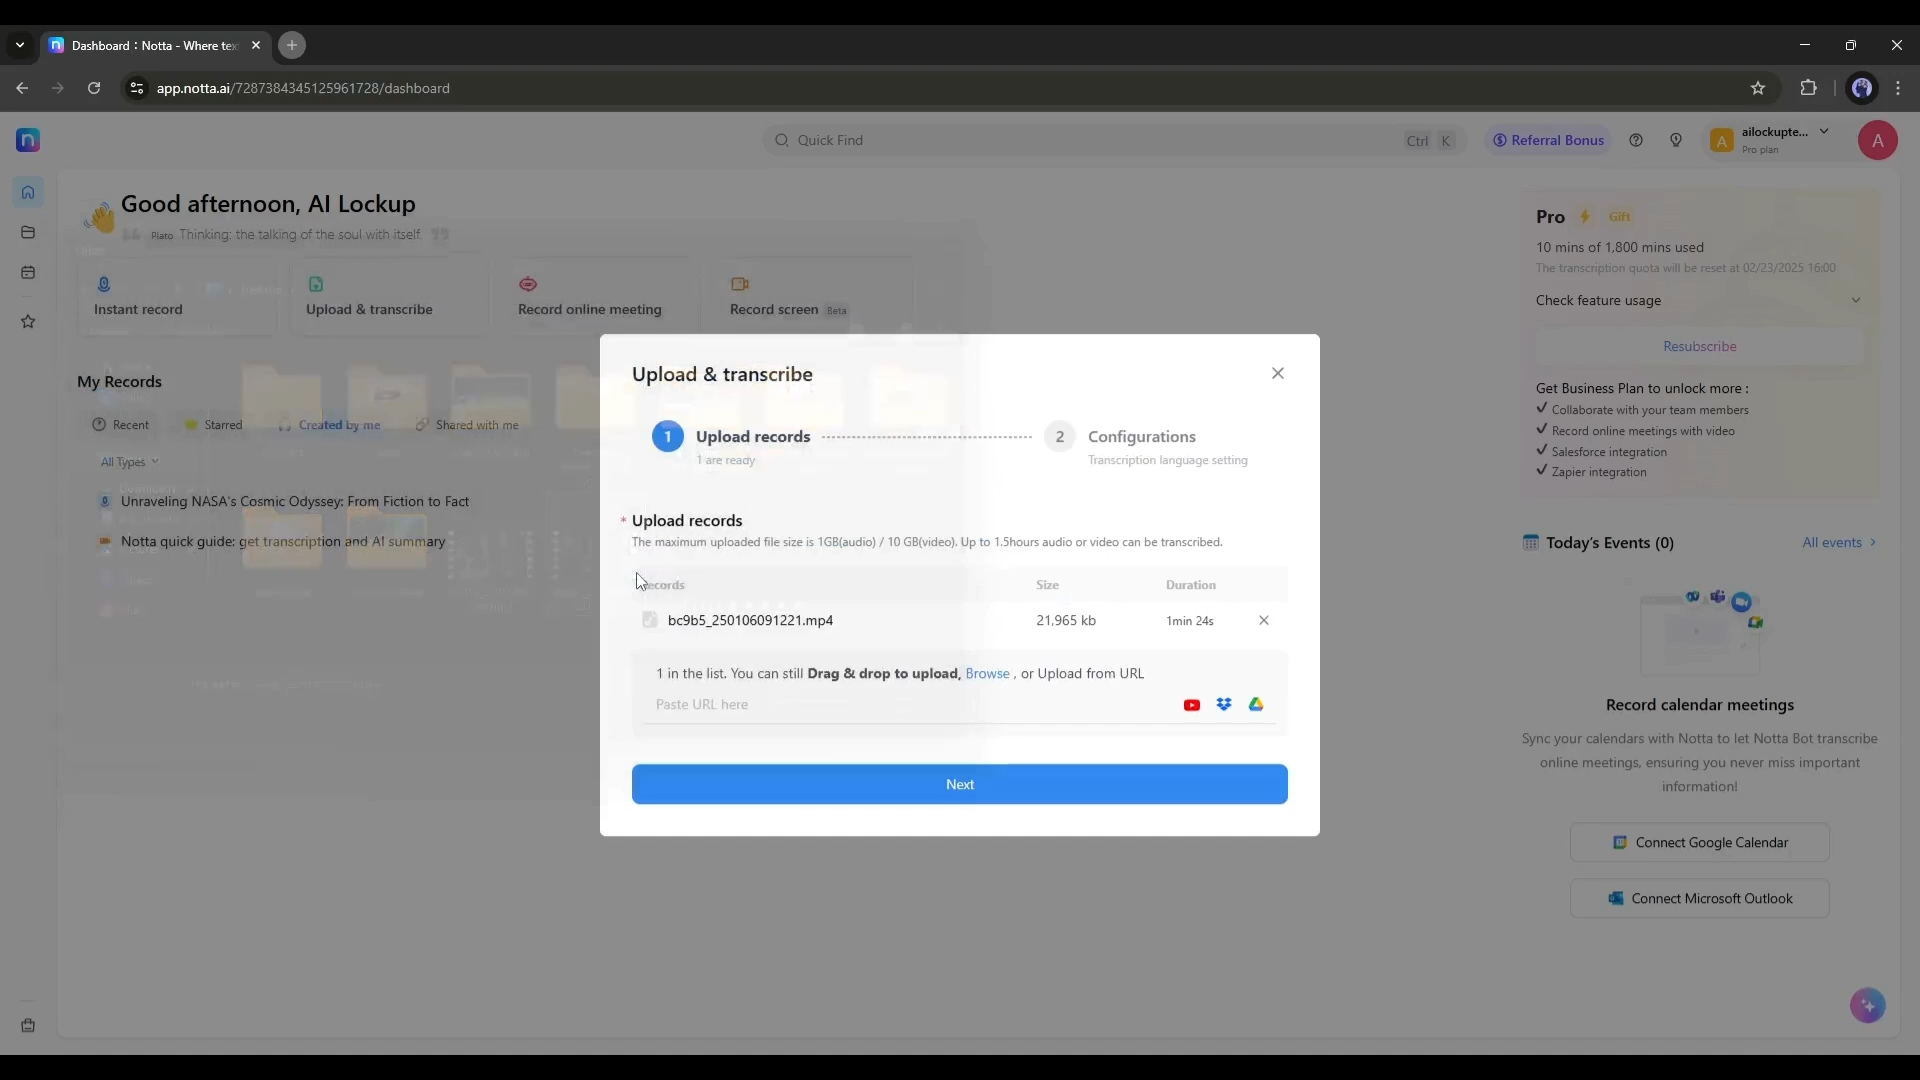 Dashboard : Notta - Where tex
app.notta.ai/7287384345125961728/dashboard
Quick Find
Ctrl K
Referral Bonus
A
ailockupte...
Pro plan
A
Good afternoon, AI Lockup
Plato Thinking: the talking of the soul with itself.
Instant record
Upload & transcribe
Record online meeting
Record screen Beta
My Records
Recent
Starred
Created by me
Shared with me
All Types
Unraveling NASA's Cosmic Odyssey: From Fiction to Fact
Notta quick guide: get transcription and AI summary
Upload & transcribe
1 Upload records
1 are ready
2 Configurations
Transcription language setting
* Upload records
The maximum uploaded file size is 1GB(audio) / 10 GB(video). Up to 1.5hours audio or video can be transcribed.
Records Size Duration
bc9b5_250106091221.mp4 21,965 kb 1min 24s
1 in the list. You can still Drag & drop to upload, Browse , or Upload from URL
Paste URL here
Next
Pro Gift
10 mins of 1,800 mins used
The transcription quota will be reset at 02/23/2025 16:00
Check feature usage
Resubscribe
Get Business Plan to unlock more :
Collaborate with your team members
Record online meetings with video
Salesforce integration
Zapier integration
Today's Events (0)
All events
Record calendar meetings
Sync your calendars with Notta to let Notta Bot transcribe
online meetings, ensuring you never miss important
information!
Connect Google Calendar
Connect Microsoft Outlook